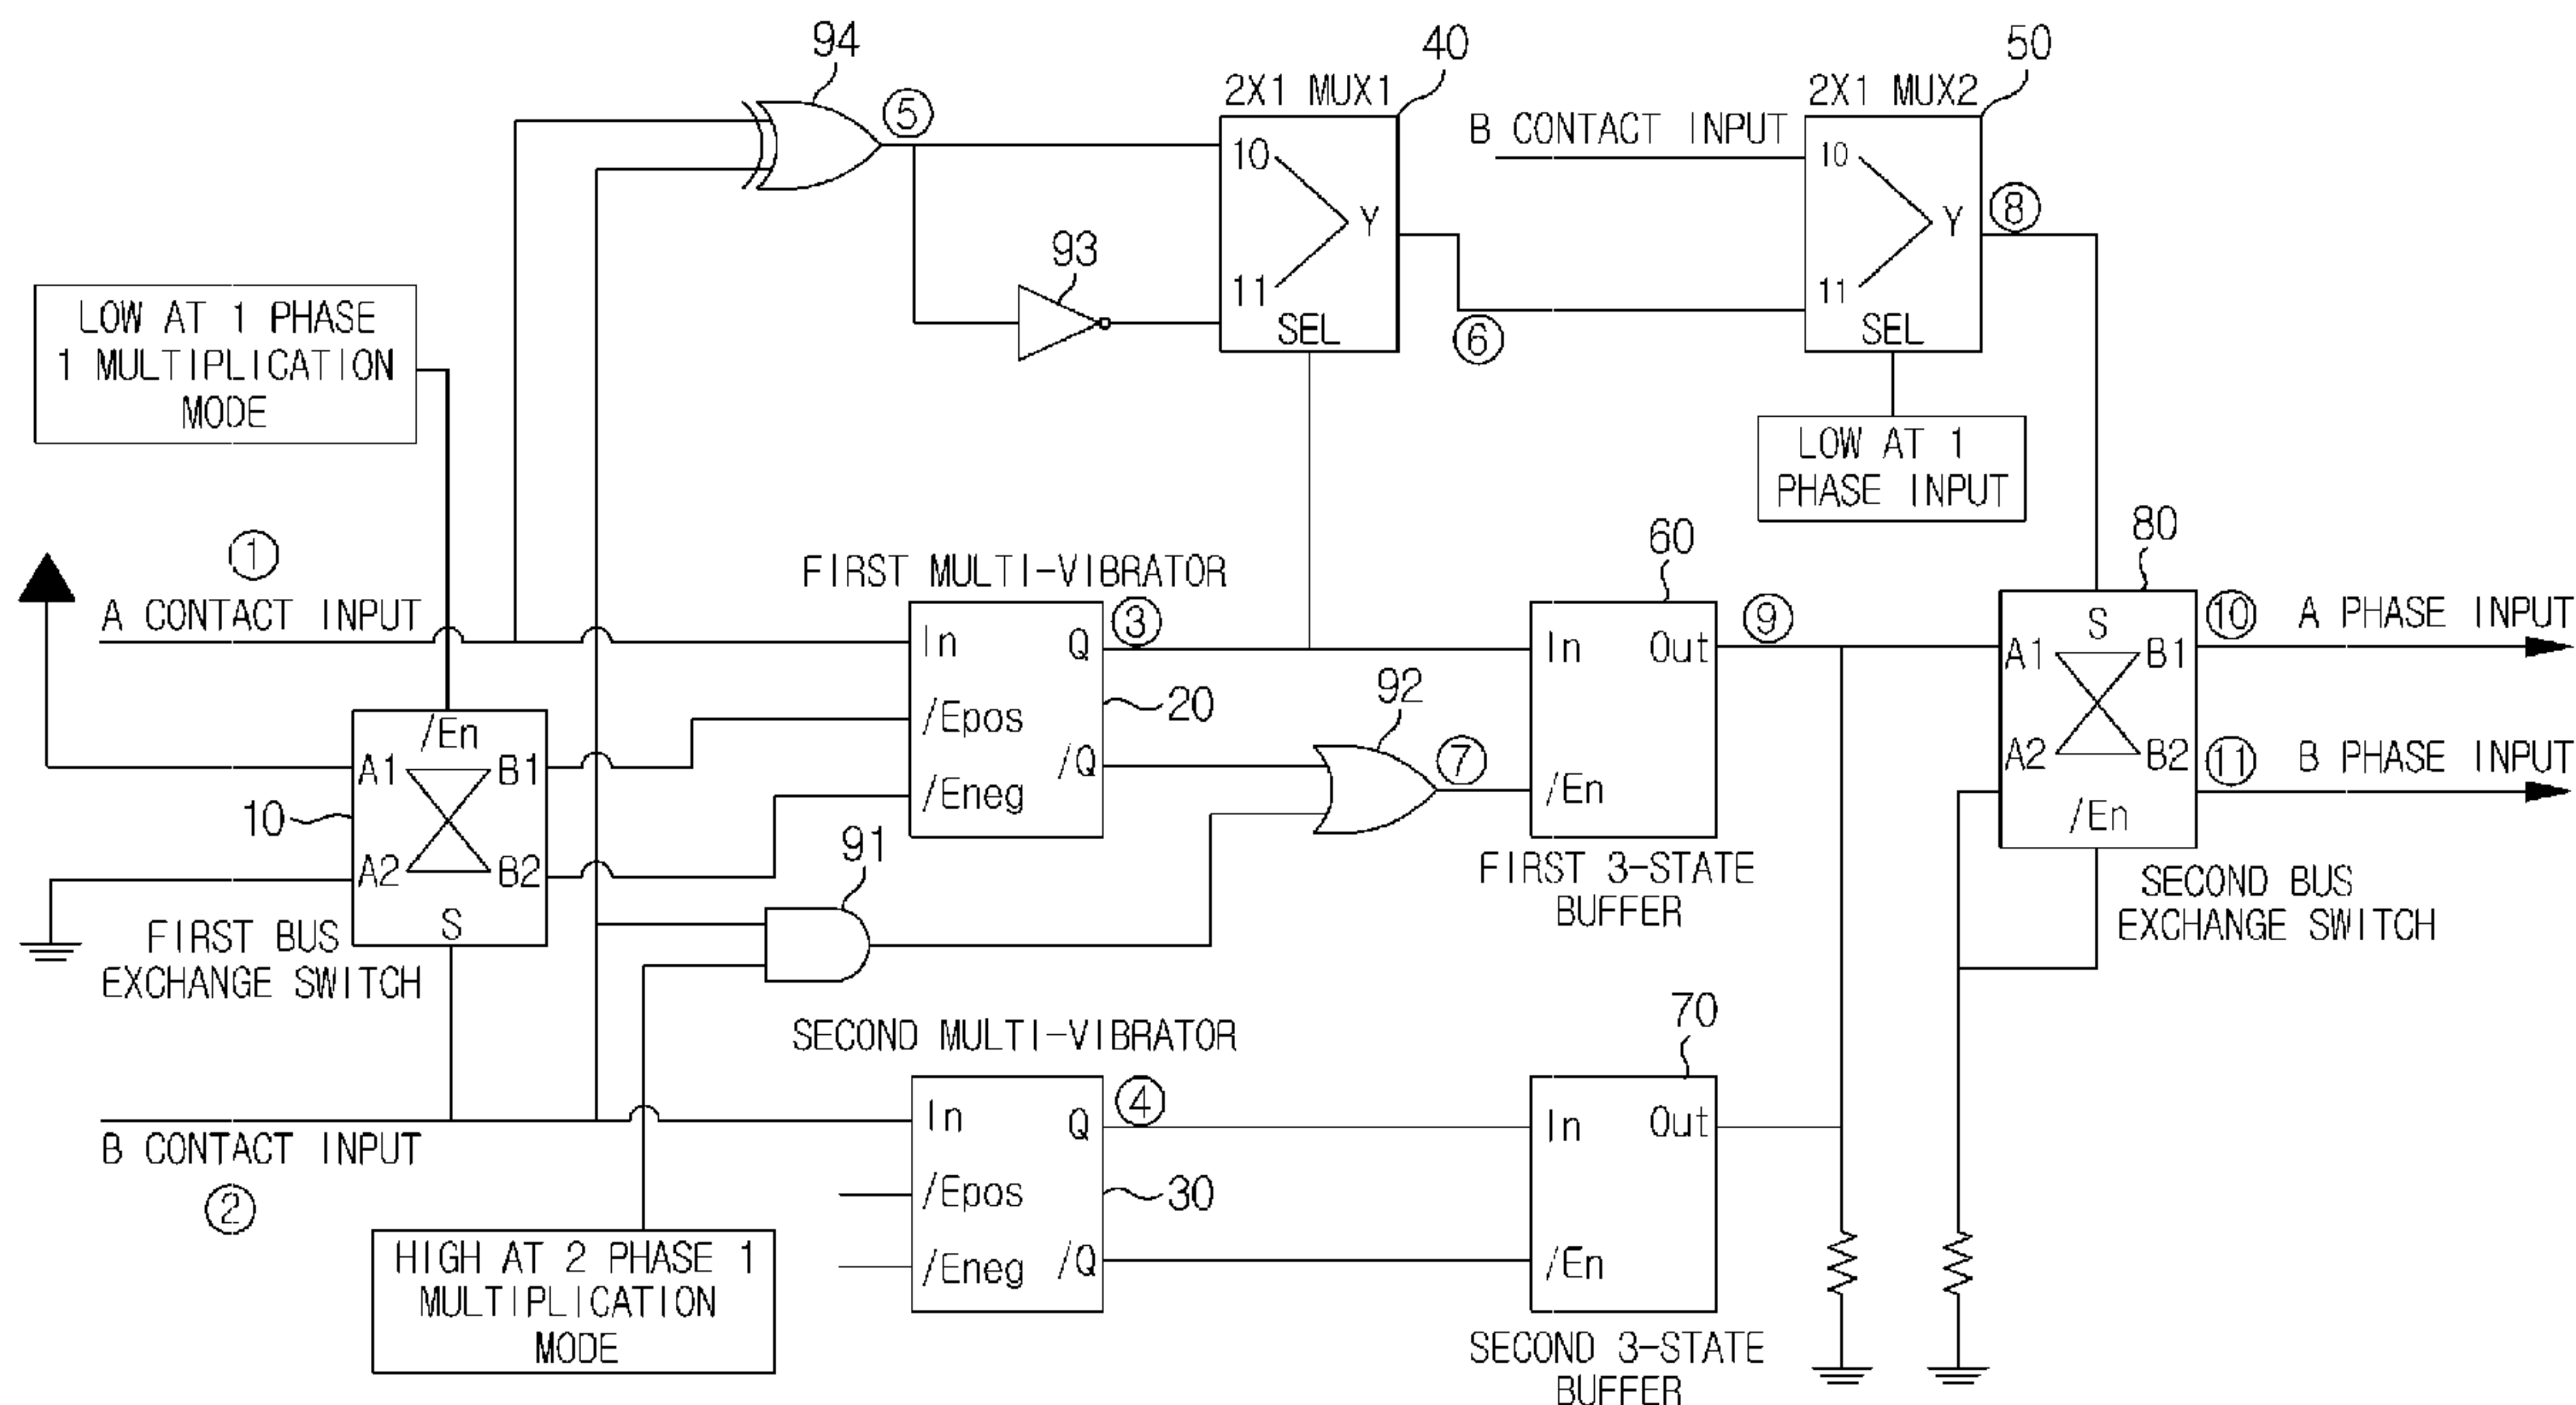 94
5
2X1 MUX1
40
10
Y
11
SEL
93
6
B CONTACT INPUT
2X1 MUX2
50
10
Y
11
SEL
8
LOW AT 1
PHASE INPUT
LOW AT 1 PHASE
1 MULTIPLICATION
MODE
1
A CONTACT INPUT
/En
A1
B1
10
A2
B2
S
FIRST BUS
EXCHANGE SWITCH
FIRST MULTI-VIBRATOR
In
Q
3
/Epos
20
/Q
/Eneg
91
92
7
60
In
Out
9
/En
FIRST 3-STATE
BUFFER
80
S
A1
B1
10
A PHASE INPUT
A2
B2
11
B PHASE INPUT
/En
SECOND BUS
EXCHANGE SWITCH
B CONTACT INPUT
2
HIGH AT 2 PHASE 1
MULTIPLICATION
MODE
SECOND MULTI-VIBRATOR
In
Q
4
/Epos
30
/Eneg
/Q
70
In
Out
/En
SECOND 3-STATE
BUFFER